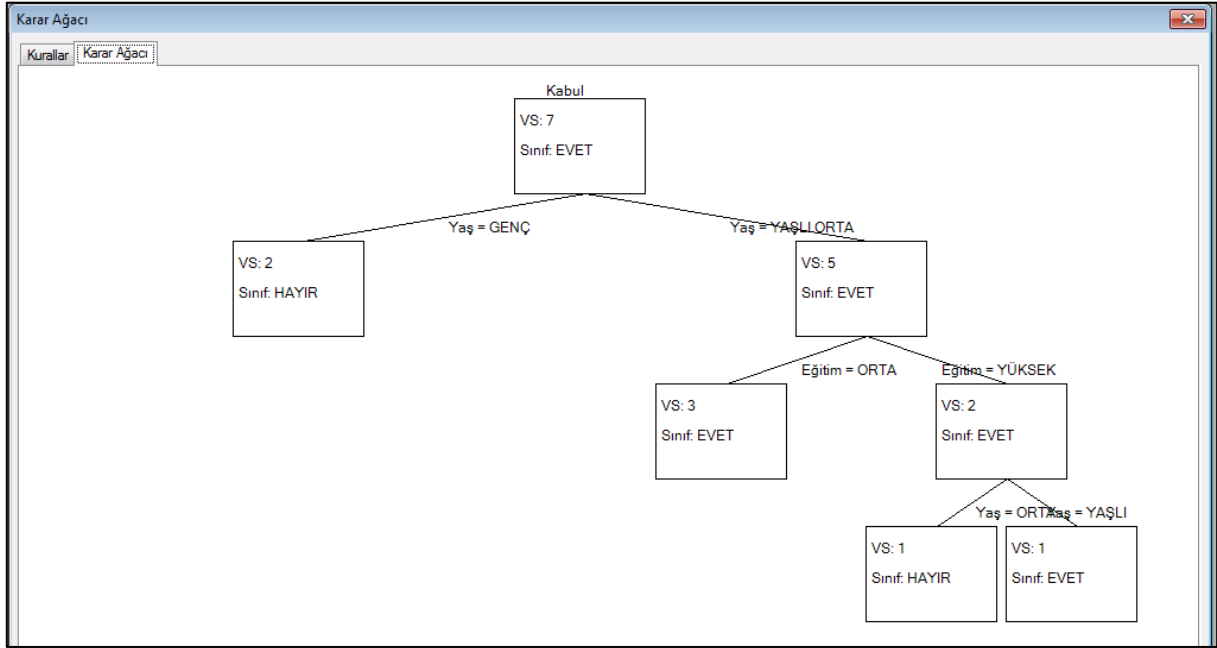 Karar Ağacı
Kurallar Karar Ağacı
Kabul
VS: 7
Sınıf: EVET
Yaş = GENÇ
Yaş = YAŞLI,ORTA
VS: 2
Sınıf: HAYIR
VS: 5
Sınıf: EVET
Eğitim = ORTA
Eğitim = YÜKSEK
VS: 3
Sınıf: EVET
VS: 2
Sınıf: EVET
Yaş = ORTA
Yaş = YAŞLI
VS: 1
Sınıf: HAYIR
VS: 1
Sınıf: EVET